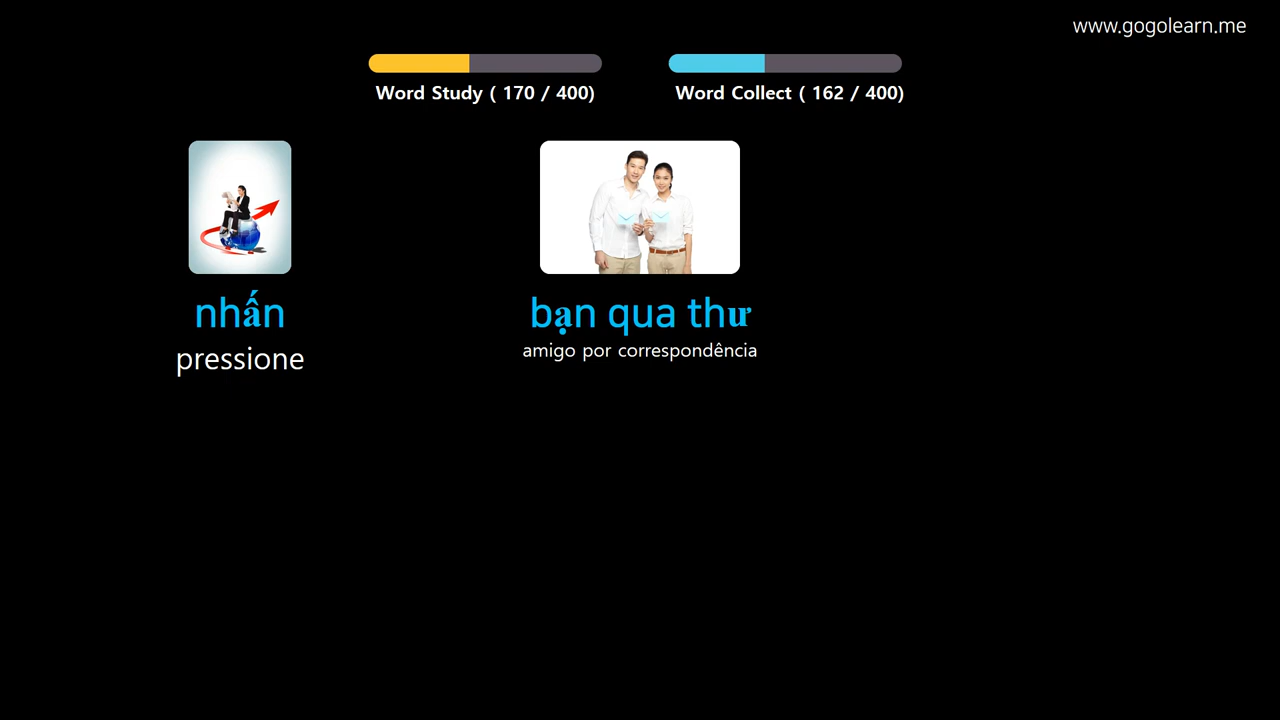 www.gogolearn.me
Word Study ( 170 / 400)
Word Collect ( 162 / 400)
nhấn
pressione
bạn qua thư
amigo por correspondência